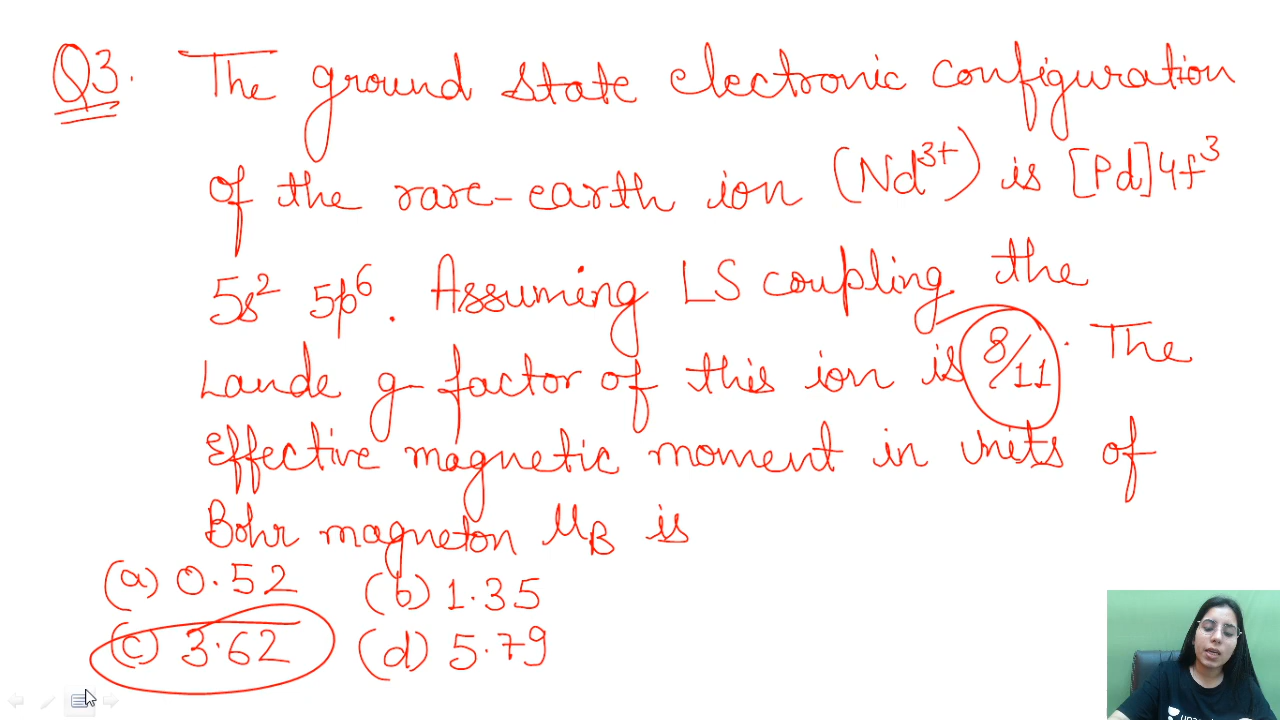 Q3. The ground state electronic configuration
of the rare-earth ion (Nd³⁺) is [Pd]4f³
5s² 5p⁶. Assuming LS coupling the
Lande g-factor of this ion is 8/11. The
effective magnetic moment in units of
Bohr magneton μ_B is
(a) 0.52 (b) 1.35
(c) 3.62 (d) 5.79